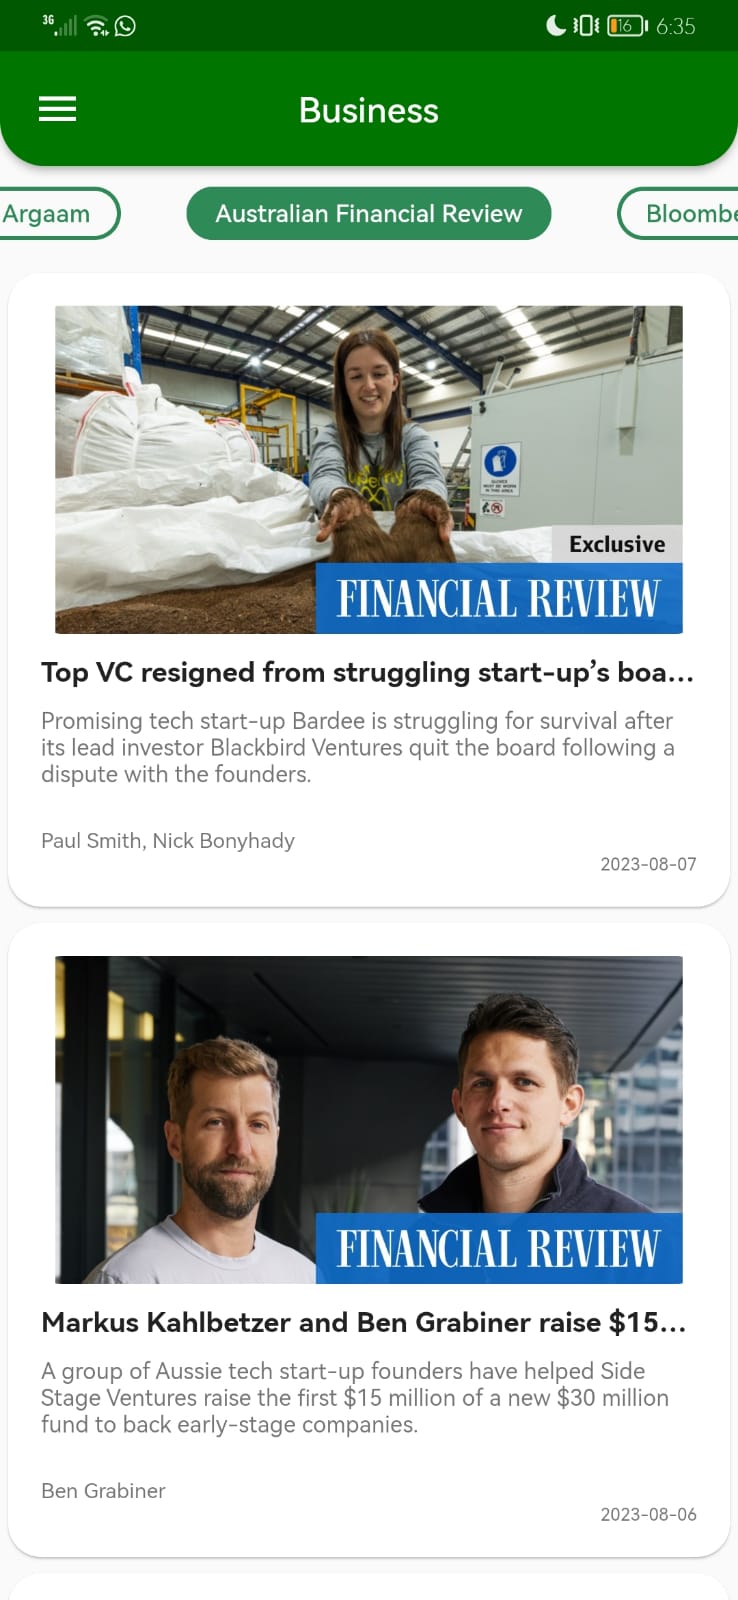 3G 16 6:35
Business
Argaam Australian Financial Review Bloombe
Exclusive
FINANCIAL REVIEW
Top VC resigned from struggling start-up’s boa...
Promising tech start-up Bardee is struggling for survival after
its lead investor Blackbird Ventures quit the board following a
dispute with the founders.
Paul Smith, Nick Bonyhady
2023-08-07
FINANCIAL REVIEW
Markus Kahlbetzer and Ben Grabiner raise $15...
A group of Aussie tech start-up founders have helped Side
Stage Ventures raise the first $15 million of a new $30 million
fund to back early-stage companies.
Ben Grabiner
2023-08-06